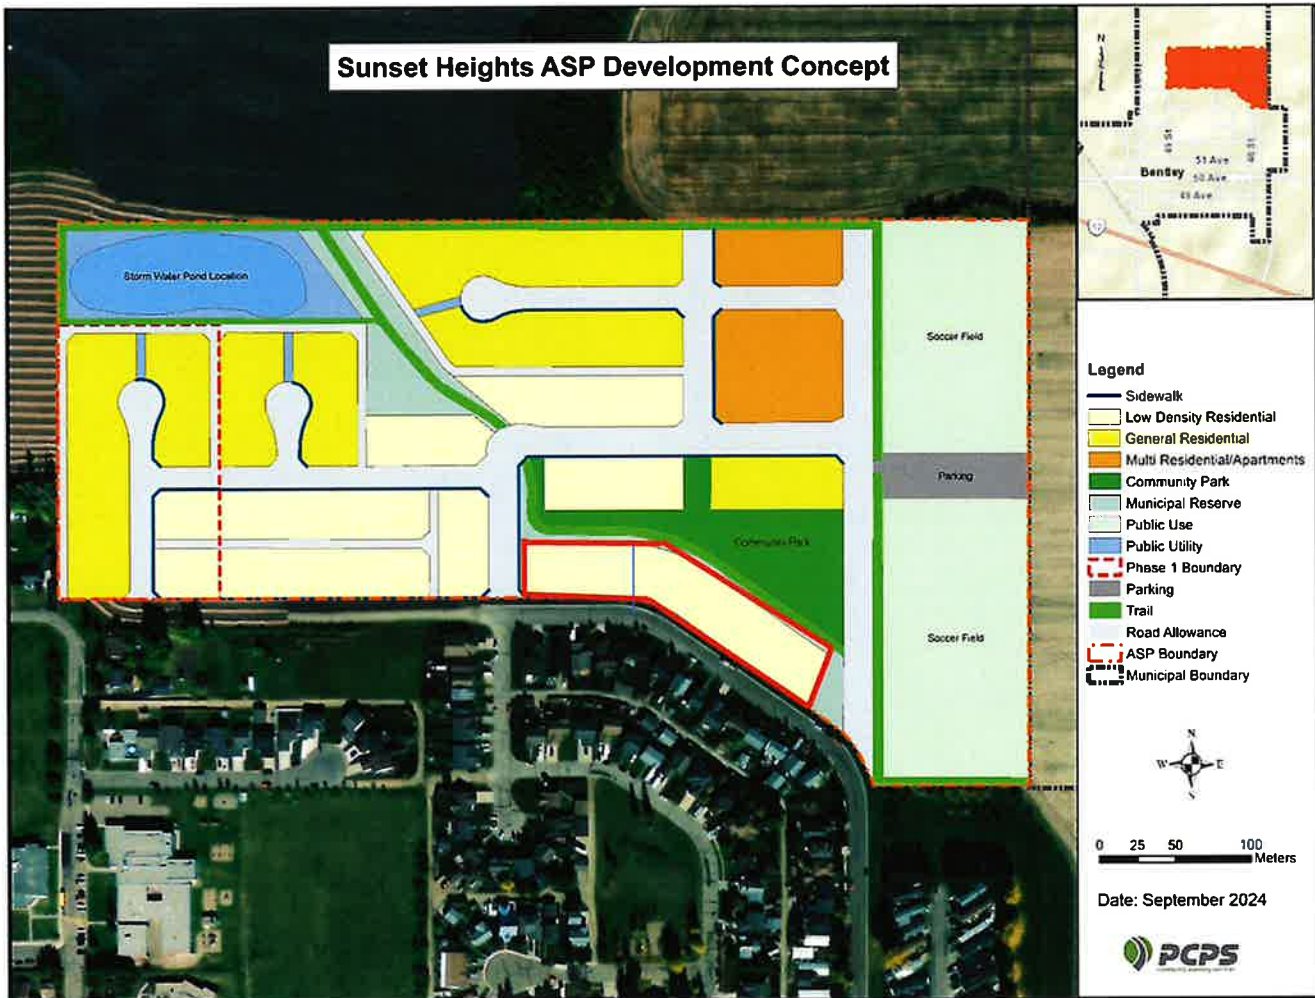 Sunset Heights ASP Development Concept
N
49 St
46 St
51 Ave
Bentley
50 Ave
49 Ave
12
Storm Water Pond Location
Soccer Field
Parking
Community Park
Soccer Field
Legend
Sidewalk
Low Density Residential
General Residential
Multi Residential/Apartments
Community Park
Municipal Reserve
Public Use
Public Utility
Phase 1 Boundary
Parking
Trail
Road Allowance
ASP Boundary
Municipal Boundary
N
W E
S
0 25 50 100
Meters
Date: September 2024
PCPS